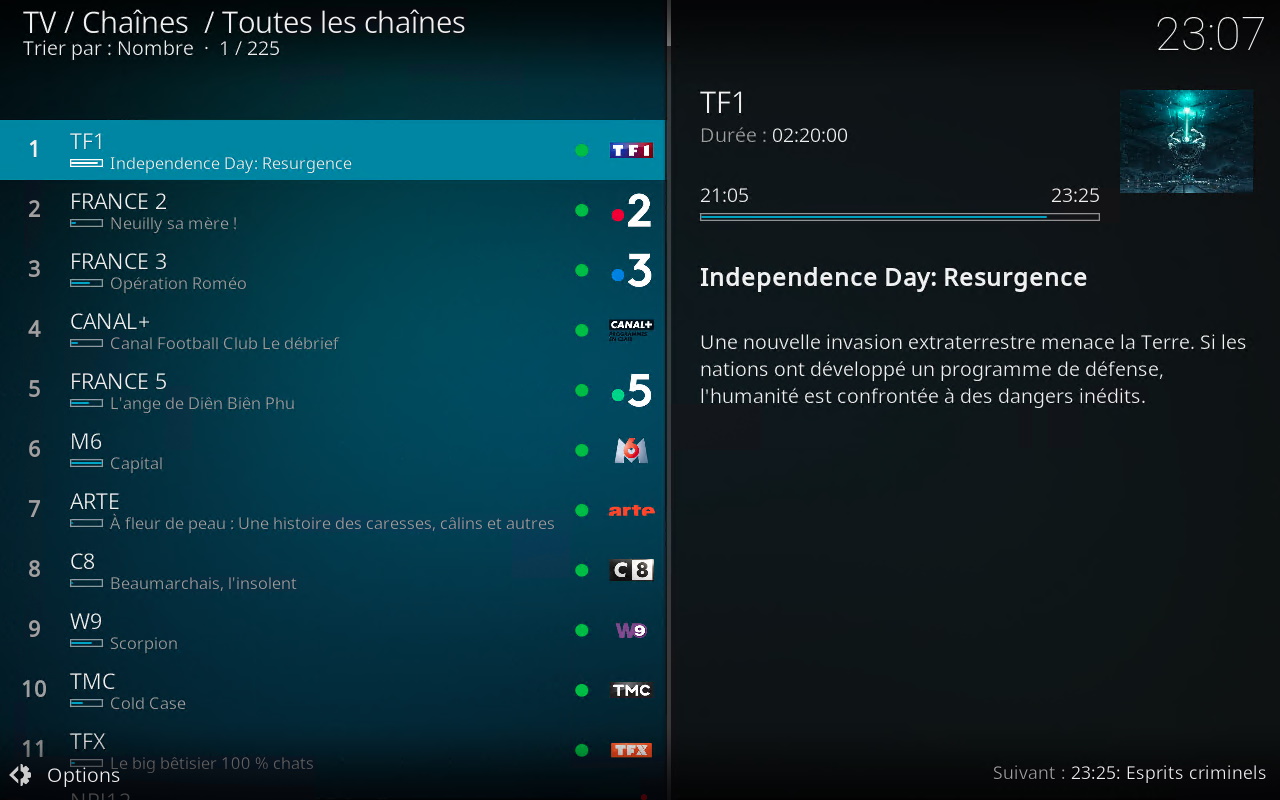 TV / Chaînes / Toutes les chaînes
Trier par : Nombre · 1 / 225
23:07
1 TF1
Independence Day: Resurgence
TF1
2 FRANCE 2
Neuilly sa mère !
2
3 FRANCE 3
Opération Roméo
3
4 CANAL+
Canal Football Club Le débrief
CANAL+
5 FRANCE 5
L'ange de Diên Biên Phu
5
6 M6
Capital
M6
7 ARTE
À fleur de peau : Une histoire des caresses, câlins et autres
arte
8 C8
Beaumarchais, l'insolent
C8
9 W9
Scorpion
W9
10 TMC
Cold Case
TMC
11 TFX
Le big bêtisier 100 % chats
TFX
Options
TF1
Durée : 02:20:00
21:05 23:25
Independence Day: Resurgence
Une nouvelle invasion extraterrestre menace la Terre. Si les
nations ont développé un programme de défense,
l'humanité est confrontée à des dangers inédits.
Suivant : 23:25: Esprits criminels